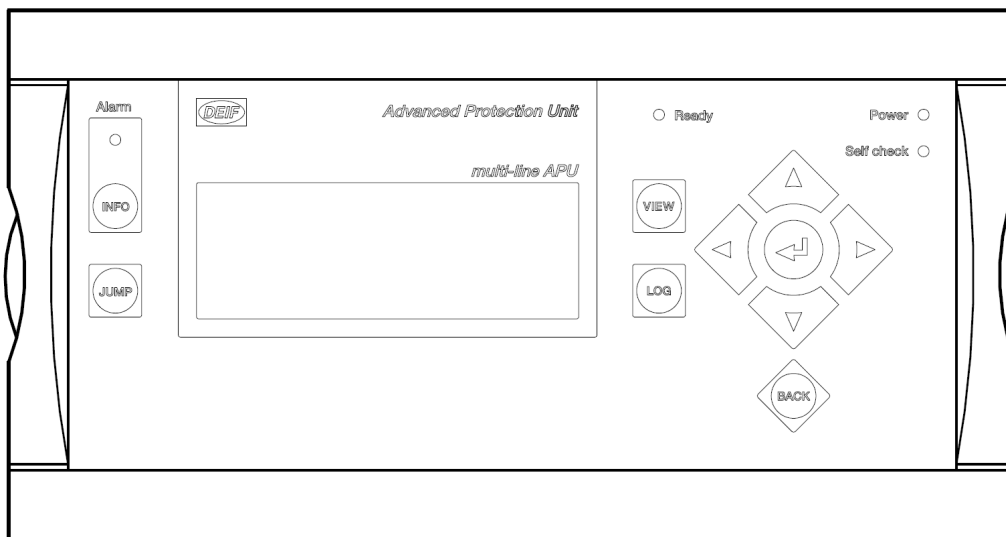 Alarm
DEIF
Advanced Protection Unit
Ready
Power
Self check
multi-line APU
INFO
VIEW
JUMP
LOG
BACK